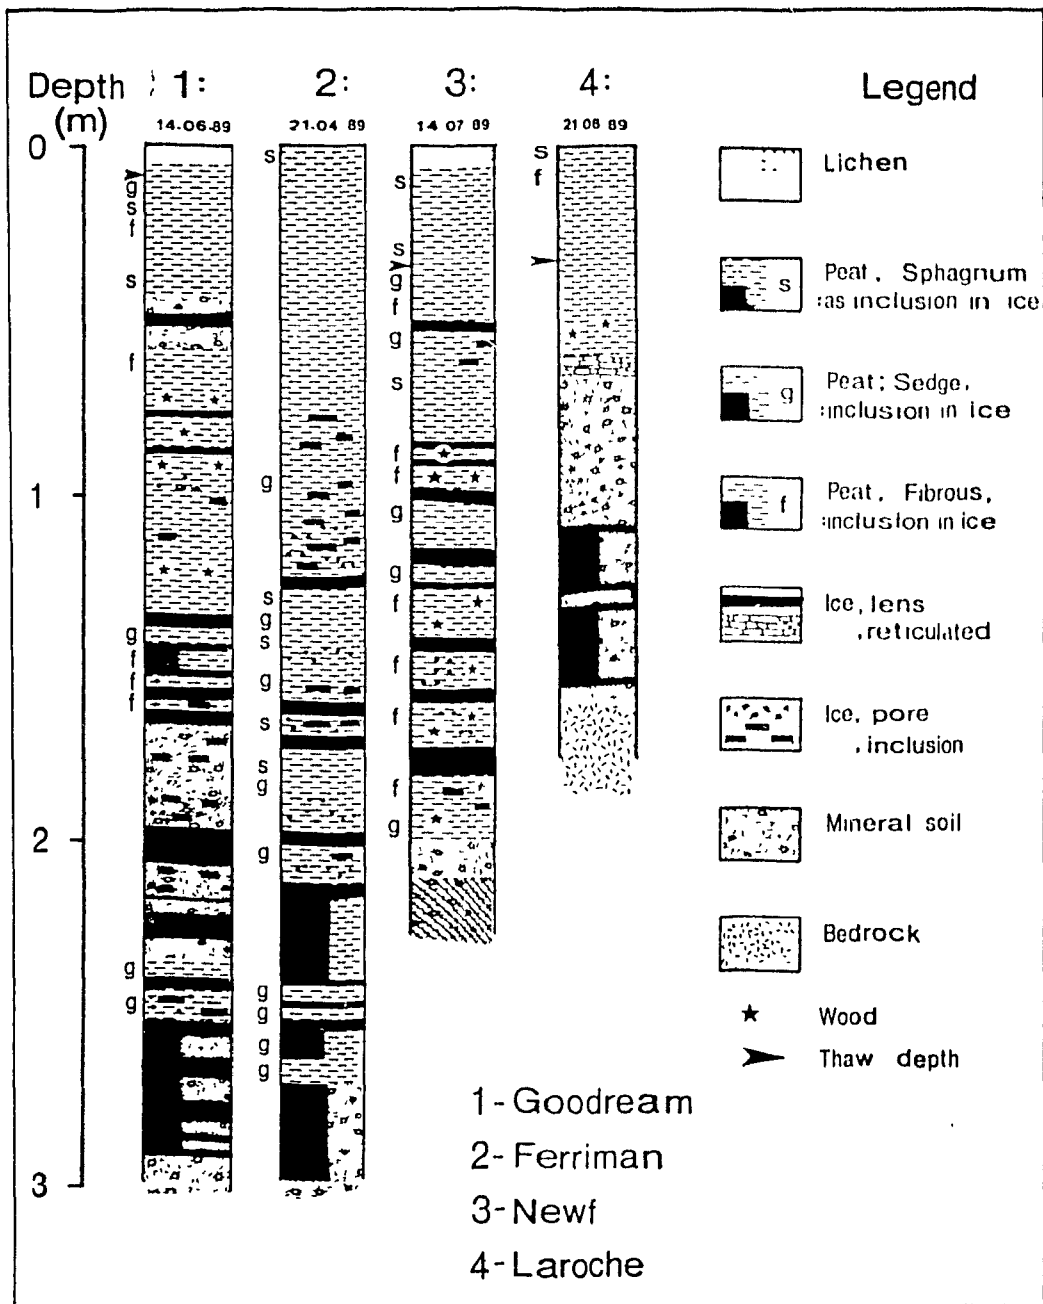 Depth 1: 2: 3: 4: Legend
(m)
14-06-89 21-04 89 14 07 89 21 08 89
0
1
2
3
g
s
f
s
g
f
g
f
f
f
g
g
s
g
s
g
s
g
s
s
g
g
g
g
g
g
s
s
g
f
g
s
f
f
g
g
f
f
f
f
g
s
f
Lichen
s
Peat, Sphagnum
as inclusion in ice
g
Peat; Sedge,
inclusion in ice
f
Peat, Fibrous,
inclusion in ice
Ice, lens
, reticulated
Ice, pore
, inclusion
Mineral soil
Bedrock
Wood
Thaw depth
1-Goodream
2-Ferriman
3-Newf
4-Laroche